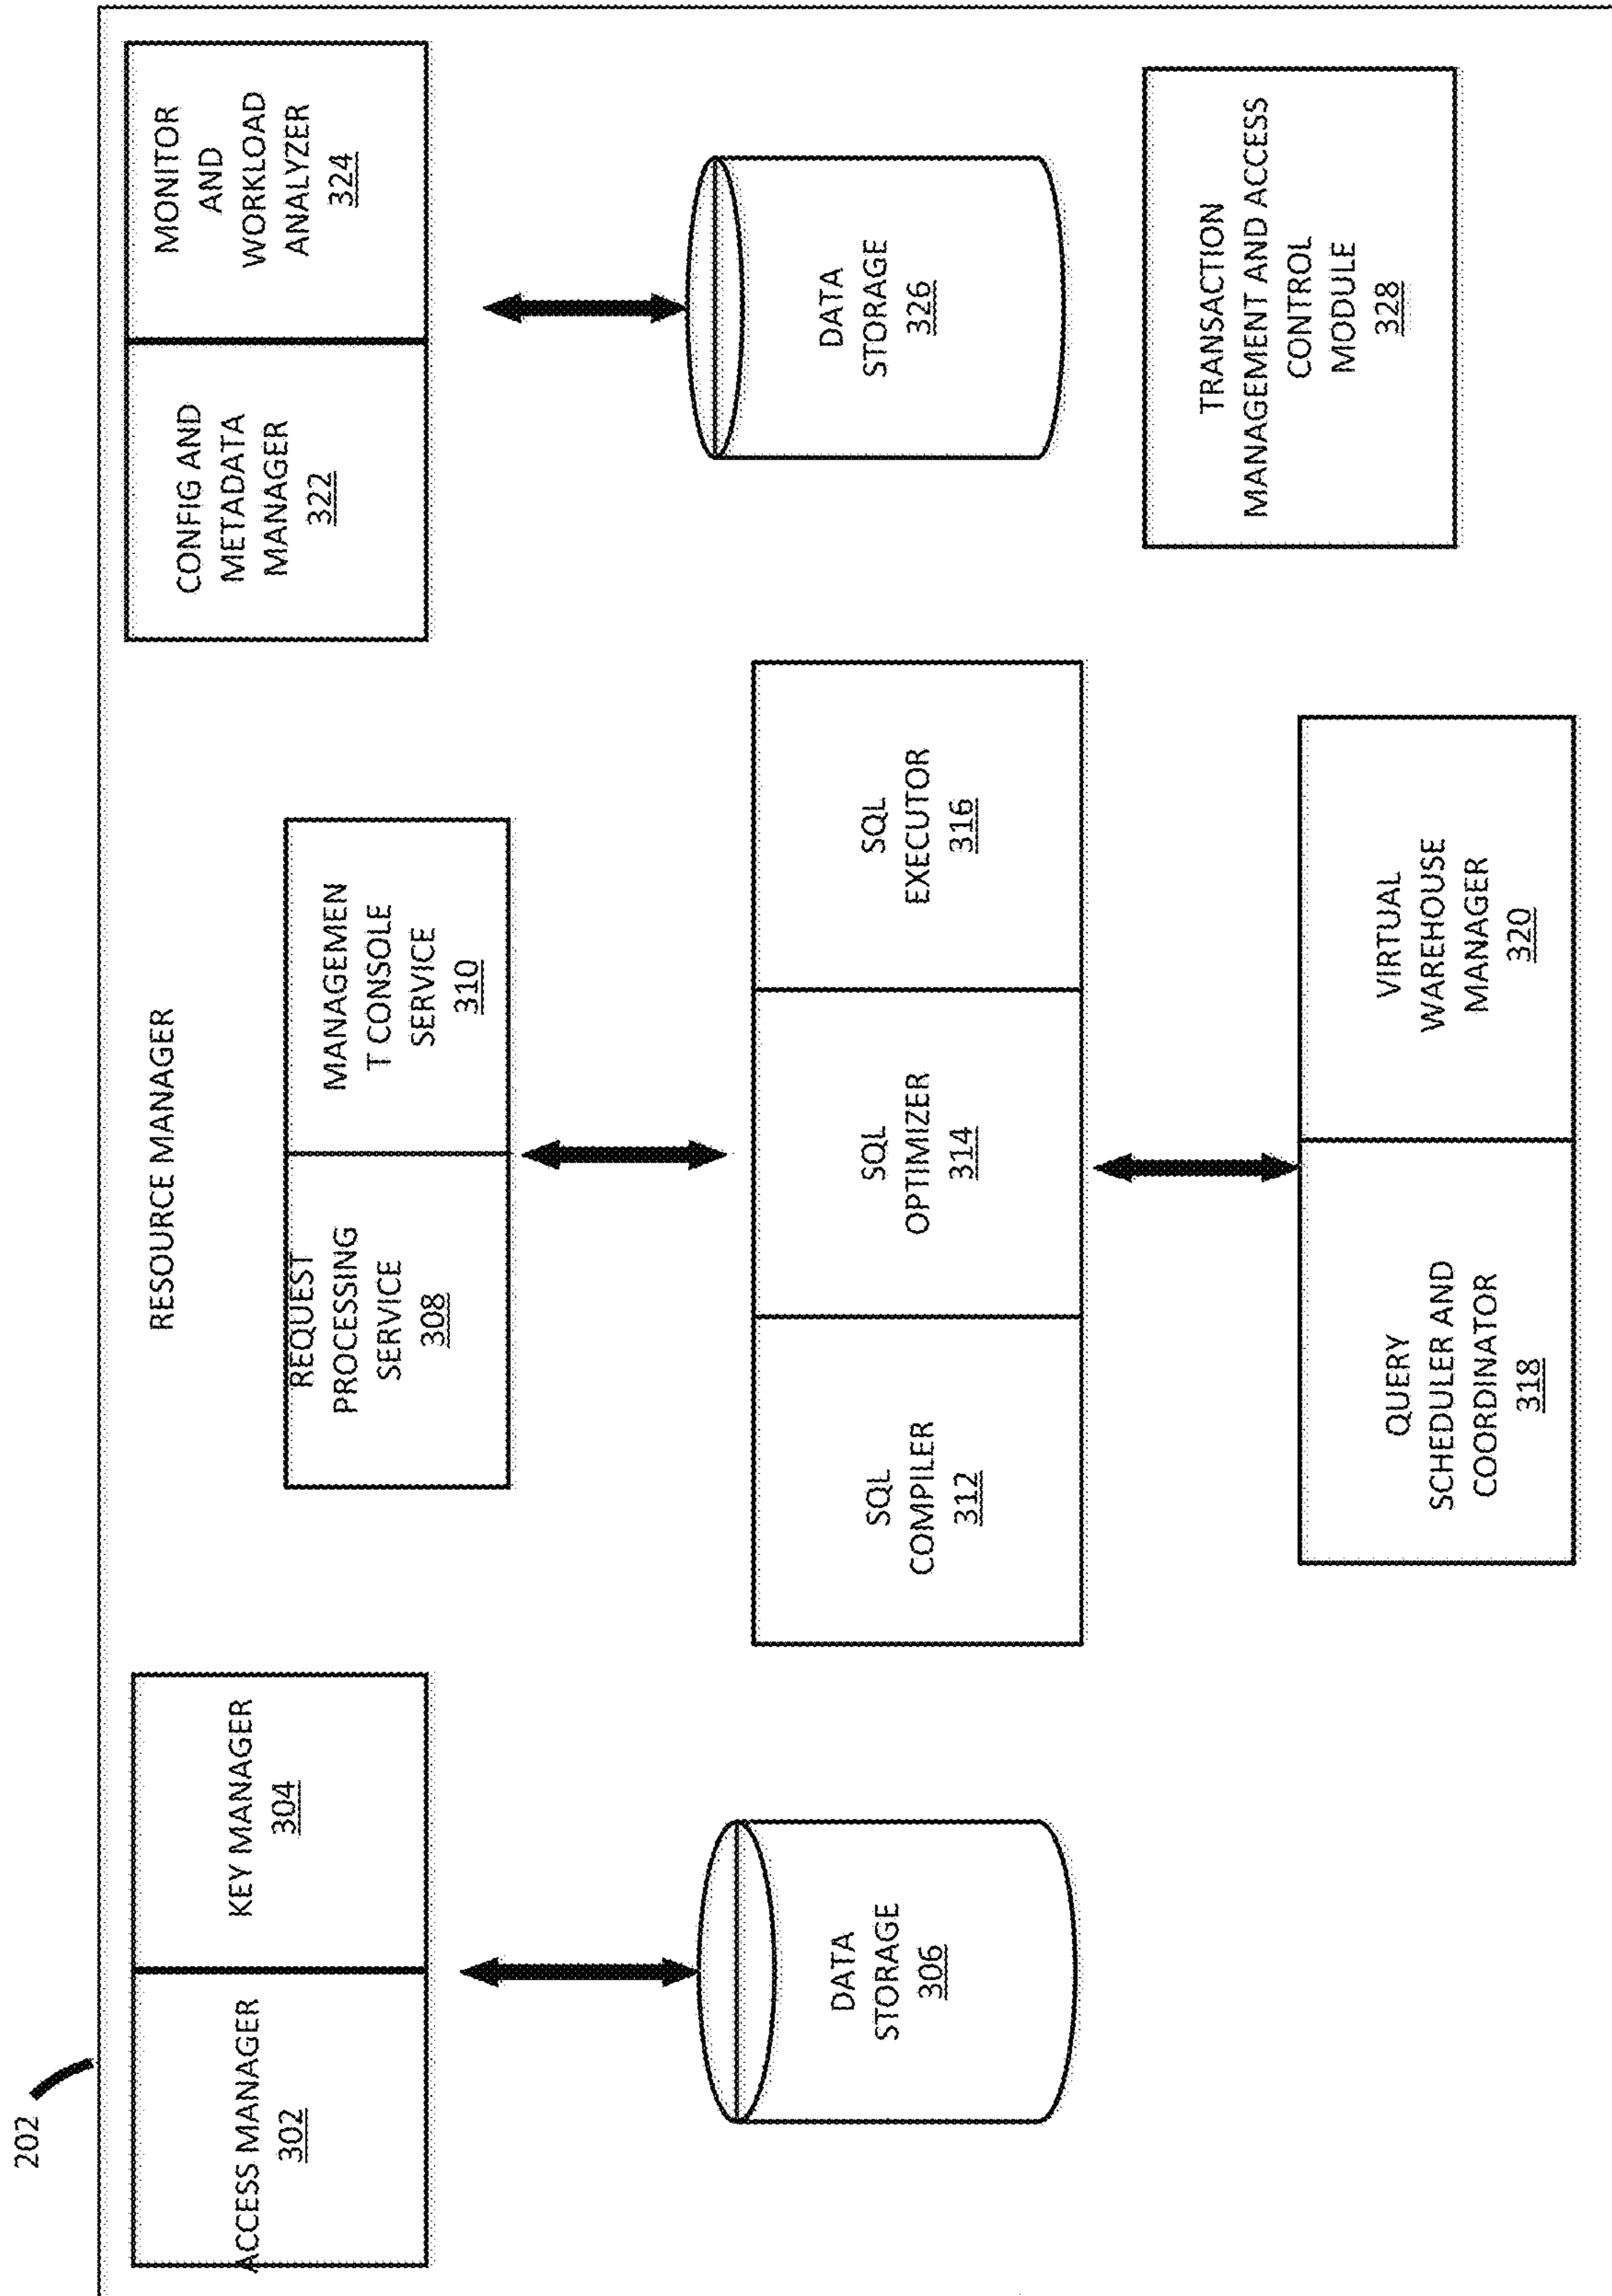 202
RESOURCE MANAGER
ACCESS MANAGER
302
KEY MANAGER
304
DATA
STORAGE
306
REQUEST
PROCESSING
SERVICE
308
MANAGEMEN
T CONSOLE
SERVICE
310
SQL
COMPILER
312
SQL
OPTIMIZER
314
SQL
EXECUTOR
316
QUERY
SCHEDULER AND
COORDINATOR
318
VIRTUAL
WAREHOUSE
MANAGER
320
CONFIG AND
METADATA
MANAGER
322
MONITOR
AND
WORKLOAD
ANALYZER
324
DATA
STORAGE
326
TRANSACTION
MANAGEMENT AND ACCESS
CONTROL
MODULE
328